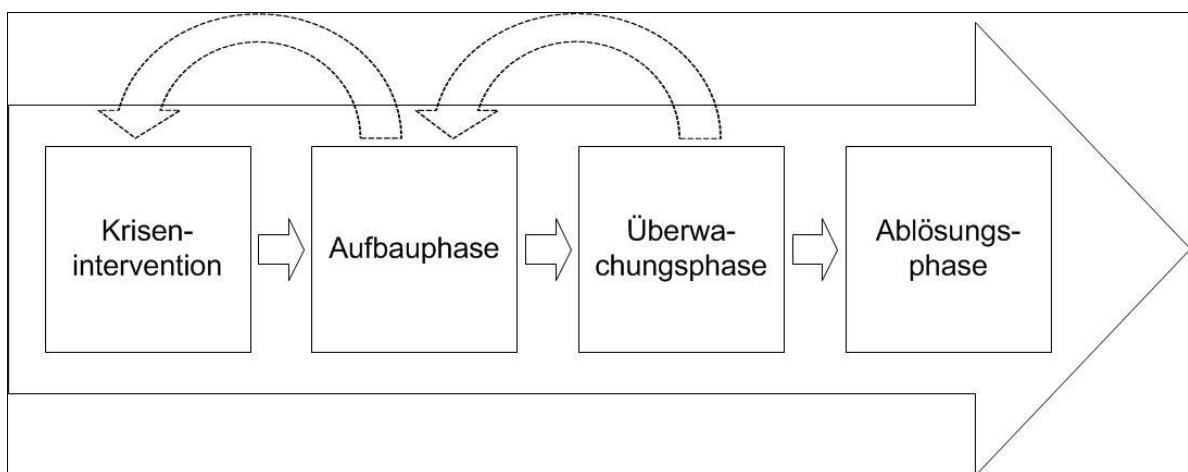 Krisen-
intervention
Aufbauphase
Überwa-
chungsphase
Ablösungs-
phase